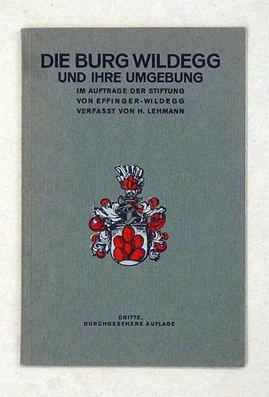 DIE BURG WILDEGG
UND IHRE UMGEBUNG
IM AUFTRAGE DER STIFTUNG
VON EFFINGER-WILDEGG
VERFASST VON H. LEHMANN
DRITTE,
DURCHGESEHENE AUFLAGE